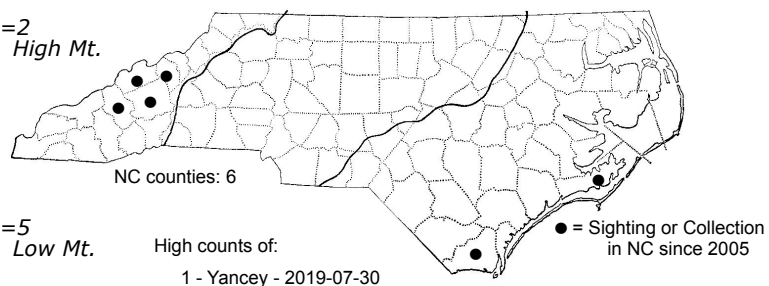 =2
High Mt.
NC counties: 6
=5
Low Mt.
High counts of:
1 - Yancey - 2019-07-30
● = Sighting or Collection
in NC since 2005